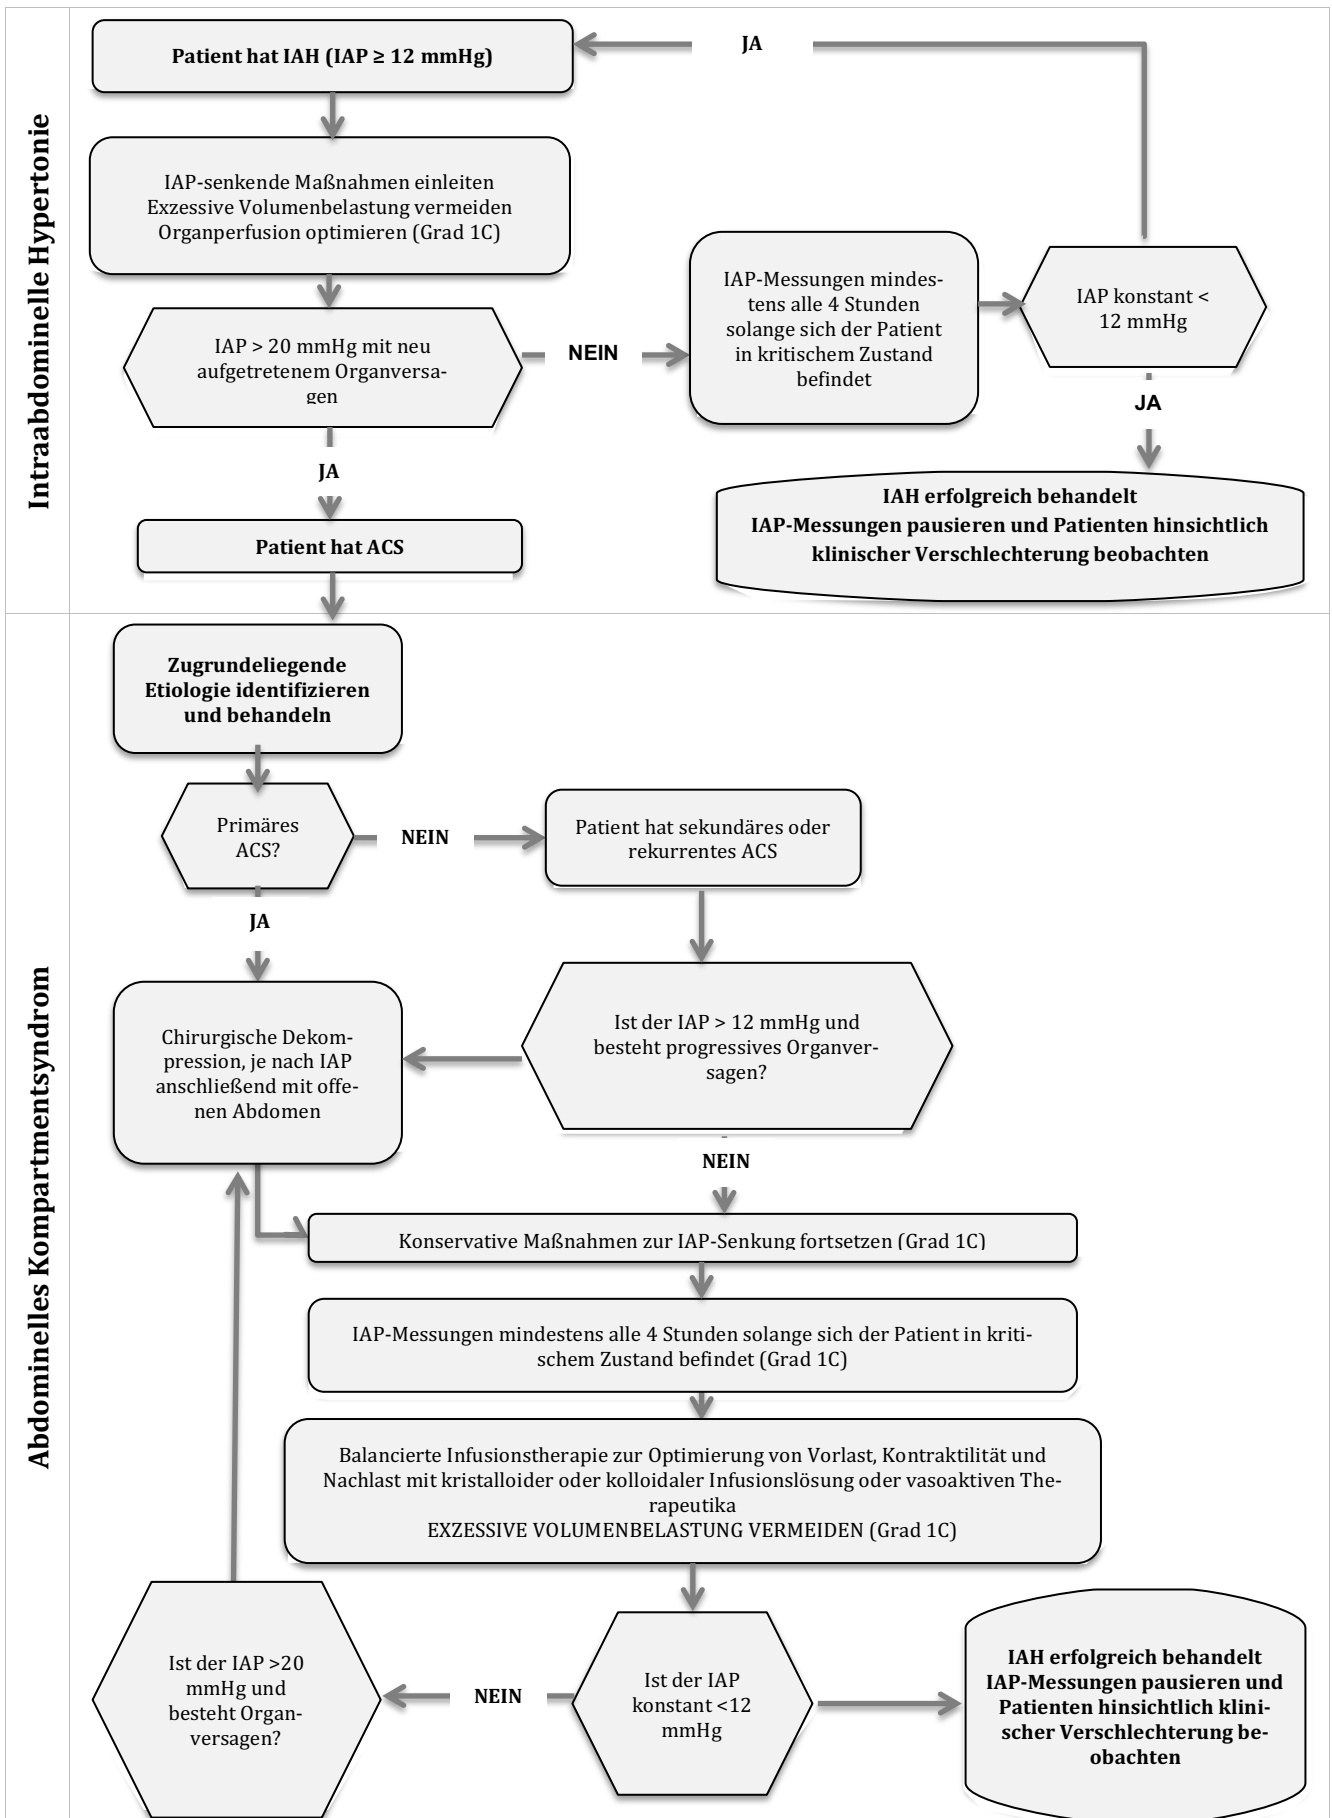 Intraabdominelle Hypertonie
Patient hat IAH (IAP ≥ 12 mmHg)
JA
IAP-senkende Maßnahmen einleiten
Exzessive Volumenbelastung vermeiden
Organperfusion optimieren (Grad 1C)
IAP > 20 mmHg mit neu
aufgetretenem Organversa-
gen
NEIN
IAP-Messungen mindes-
tens alle 4 Stunden
solange sich der Patient
in kritischem Zustand
befindet
IAP konstant <
12 mmHg
JA
IAH erfolgreich behandelt
IAP-Messungen pausieren und Patienten hinsichtlich
klinischer Verschlechterung beobachten
JA
Patient hat ACS
Abdominelles Kompartmentsyndrom
Zugrundeliegende
Etiologie identifizieren
und behandeln
Primäres
ACS?
NEIN
Patient hat sekundäres oder
rekurrentes ACS
JA
Chirurgische Dekom-
pression, je nach IAP
anschließend mit offe-
nen Abdomen
Ist der IAP > 12 mmHg und
besteht progressives Organver-
sagen?
NEIN
Konservative Maßnahmen zur IAP-Senkung fortsetzen (Grad 1C)
IAP-Messungen mindestens alle 4 Stunden solange sich der Patient in kriti-
schem Zustand befindet (Grad 1C)
Balancierte Infusionstherapie zur Optimierung von Vorlast, Kontraktilität und
Nachlast mit kristalloider oder kolloidaler Infusionslösung oder vasoaktiven The-
rapeutika
EXZESSIVE VOLUMENBELASTUNG VERMEIDEN (Grad 1C)
Ist der IAP >20
mmHg und
besteht Organ-
versagen?
NEIN
Ist der IAP
konstant <12
mmHg
IAH erfolgreich behandelt
IAP-Messungen pausieren und
Patienten hinsichtlich klini-
scher Verschlechterung be-
obachten